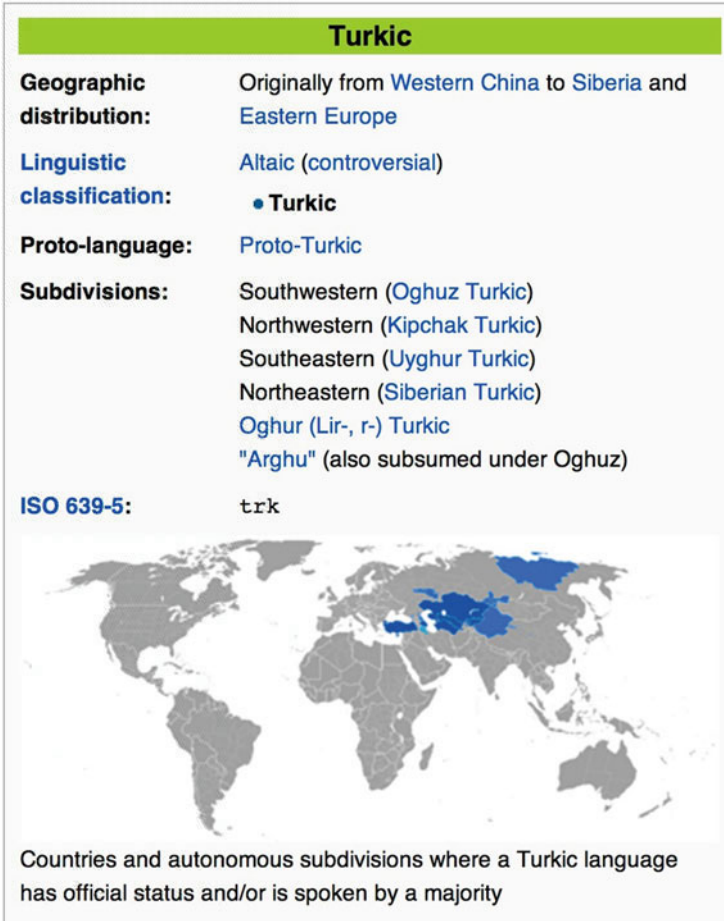 Turkic
Geographic distribution: Originally from Western China to Siberia and Eastern Europe
Linguistic classification: Altaic (controversial)
• Turkic
Proto-language: Proto-Turkic
Subdivisions: Southwestern (Oghuz Turkic)
Northwestern (Kipchak Turkic)
Southeastern (Uyghur Turkic)
Northeastern (Siberian Turkic)
Oghur (Lir-, r-) Turkic
"Arghu" (also subsumed under Oghuz)
ISO 639-5: trk
Countries and autonomous subdivisions where a Turkic language
has official status and/or is spoken by a majority